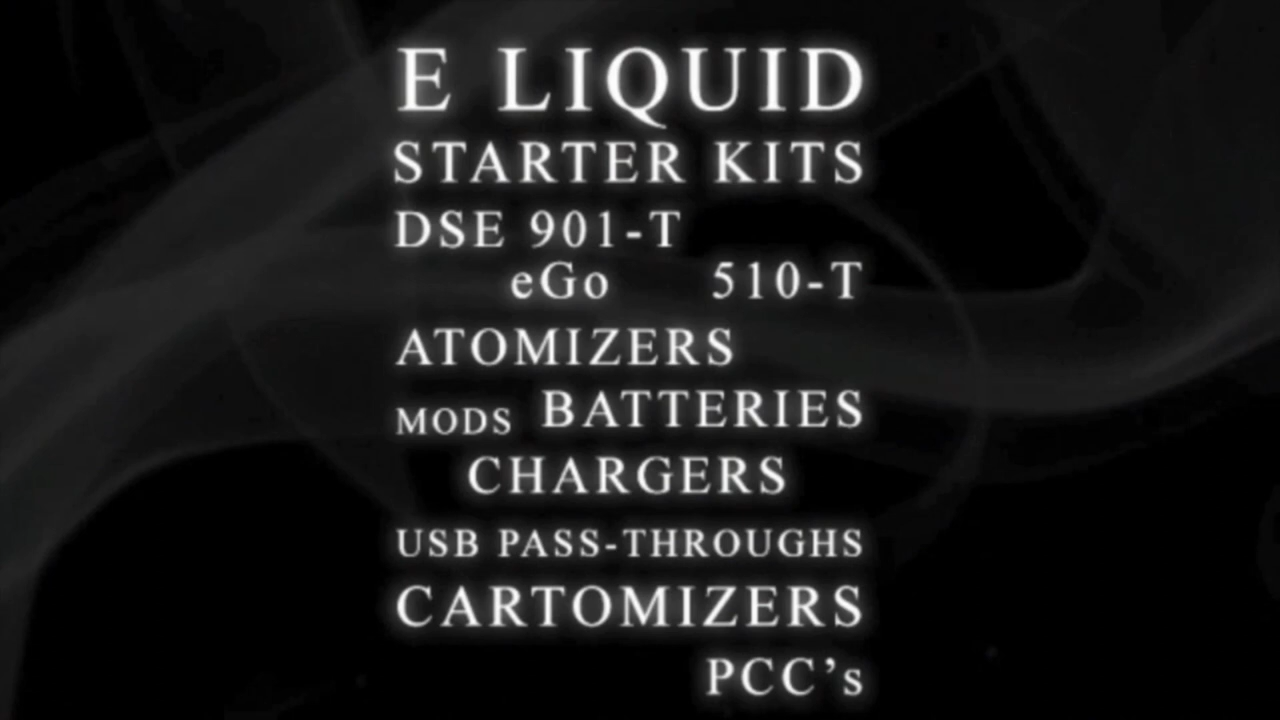 E LIQUID
STARTER KITS
DSE 901-T
eGo 510-T
ATOMIZERS
MODS BATTERIES
CHARGERS
USB PASS-THROUGHS
CARTOMIZERS
PCC’s